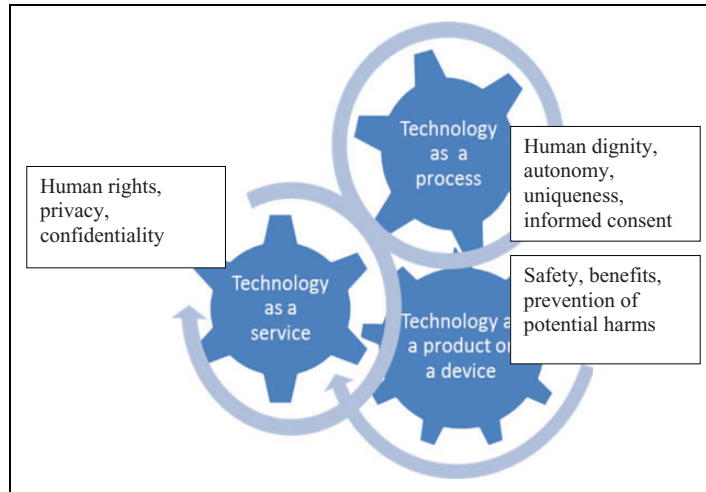 Technology
as a
process
Human dignity,
autonomy,
uniqueness,
informed consent
Human rights,
privacy,
confidentiality
Technology
as a
service
Technology a
a product or
a device
Safety, benefits,
prevention of
potential harms